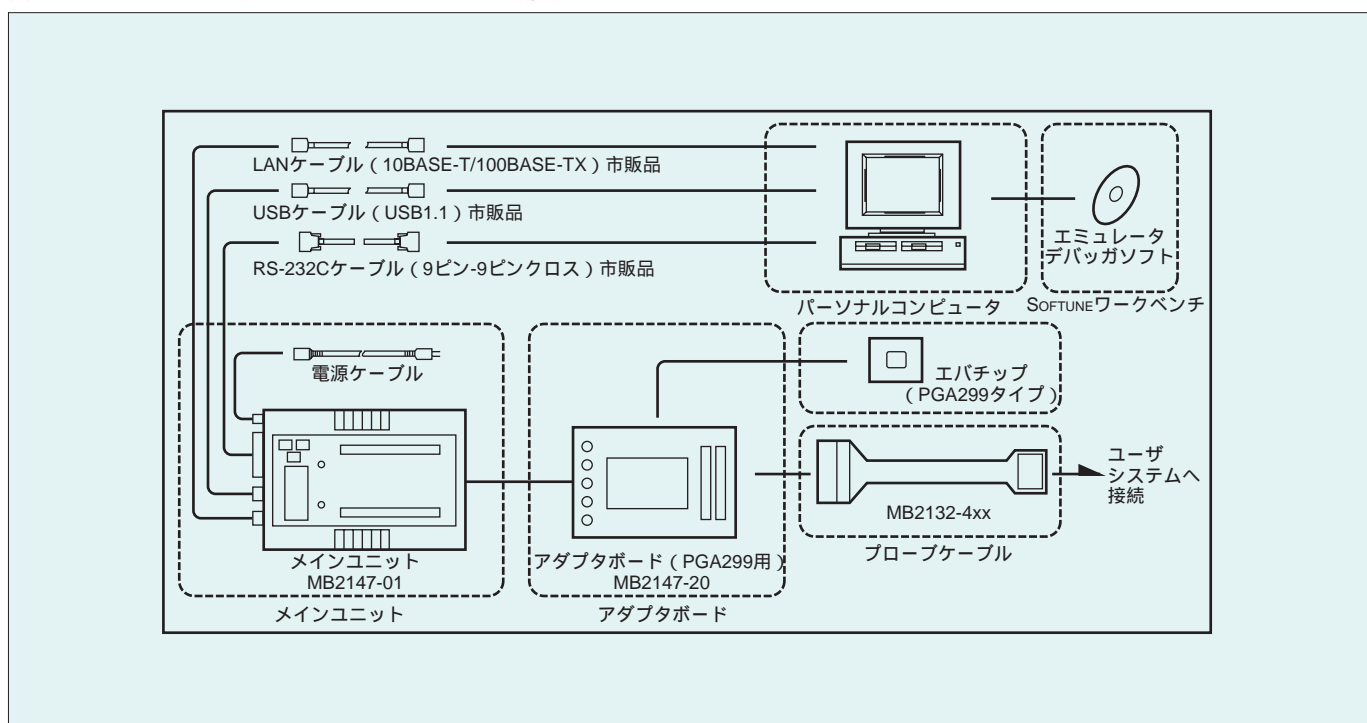 LANケーブル（10BASE-T/100BASE-TX）市販品
USBケーブル（USB1.1）市販品
RS-232Cケーブル（9ピン-9ピンクロス）市販品
エミュレータ
デバッガソフト
パーソナルコンピュータ
SOFTUNEワークベンチ
電源ケーブル
エバチップ
（PGA299タイプ）
ユーザ
システムへ
接続
MB2132-4xx
プローブケーブル
メインユニット
MB2147-01
メインユニット
アダプタボード（PGA299用）
MB2147-20
アダプタボード